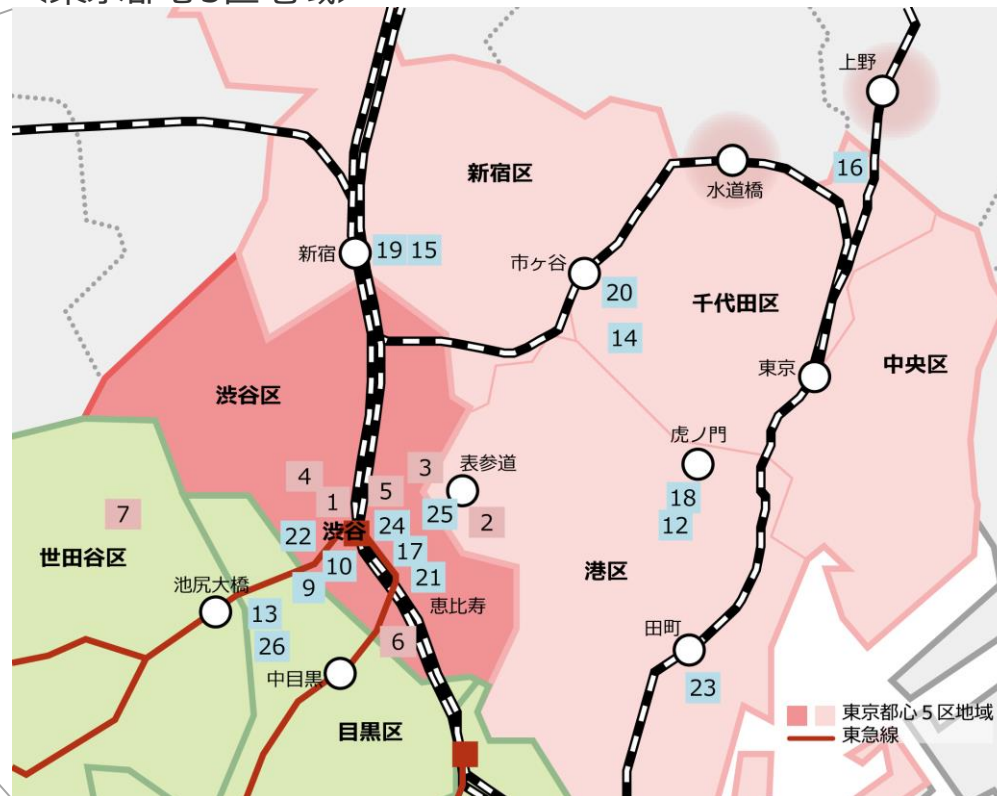 上野
16
新宿区
水道橋
新宿
19 15
市ヶ谷
20
千代田区
14
中央区
東京
渋谷区
虎ノ門
表参道
3
4
5
1
18
25
2
7
24
12
22
渋谷
17
世田谷区
10
21
港区
池尻大橋
9
恵比寿
13
田町
26
6
中目黒
23
目黒区
東京都心5区地域
東急線